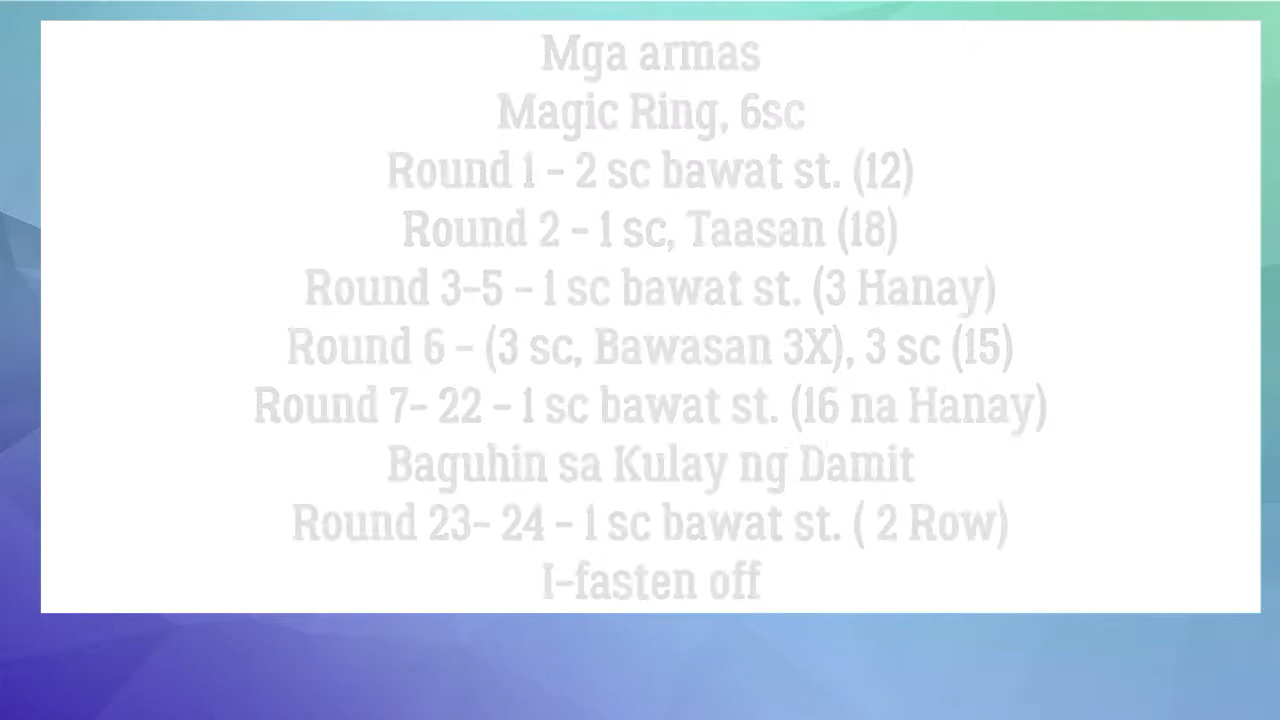 Mga armas
Magic Ring, 6sc
Round 1 - 2 sc bawat st. (12)
Round 2 - 1 sc, Taasan (18)
Round 3-5 - 1 sc bawat st. (3 Hanay)
Round 6 - (3 sc, Bawasan 3X), 3 sc (15)
Round 7- 22 - 1 sc bawat st. (16 na Hanay)
Baguhin sa Kulay ng Damit
Round 23- 24 - 1 sc bawat st. ( 2 Row)
I-fasten off